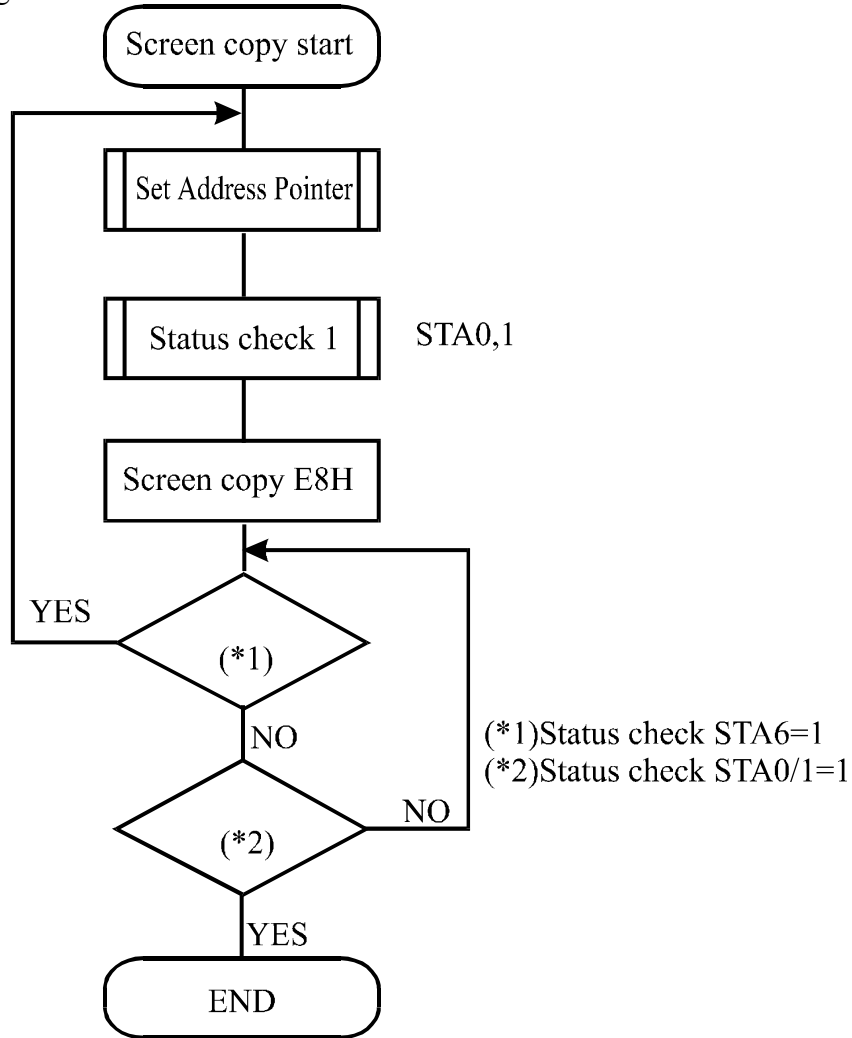 Screen copy start
Set Address Pointer
Status check 1
STA0,1
Screen copy E8H
YES
(*1)
NO
(*1)Status check STA6=1
(*2)Status check STA0/1=1
NO
(*2)
YES
END